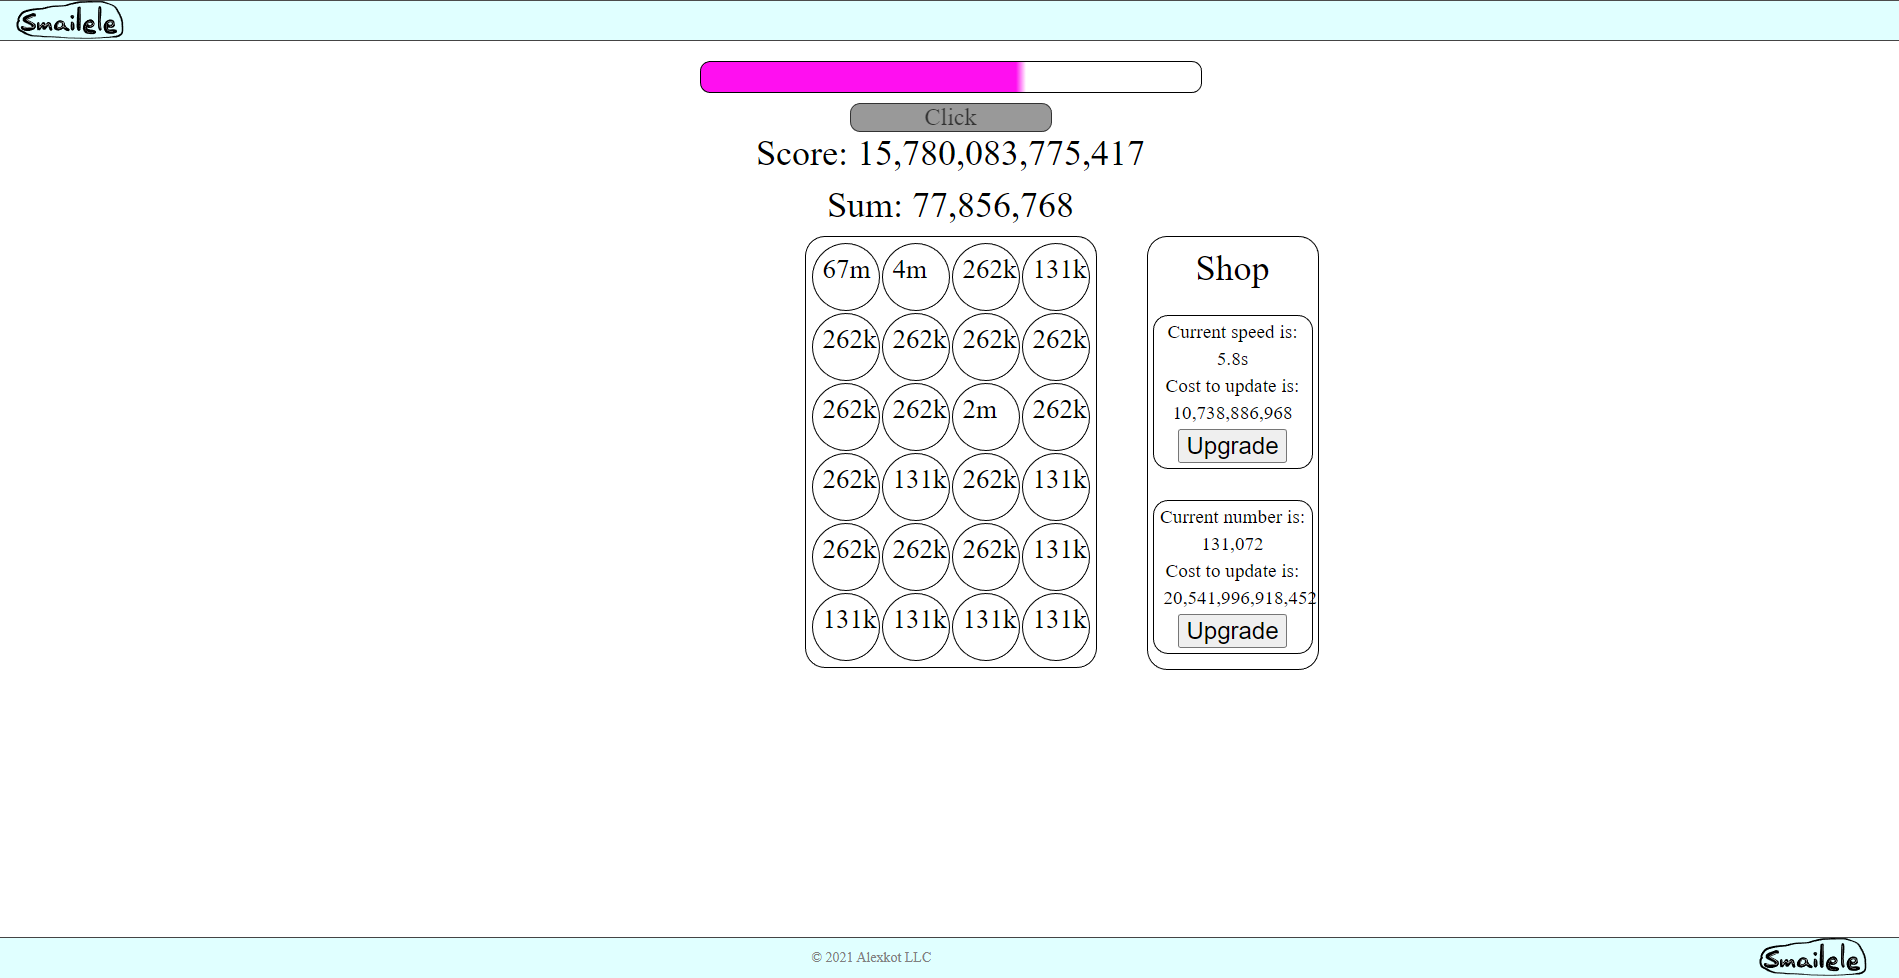 Smailele
Click
Score: 15,780,083,775,417
Sum: 77,856,768
67m 4m 262k 131k
262k 262k 262k 262k
262k 262k 2m 262k
262k 131k 262k 131k
262k 262k 262k 131k
131k 131k 131k 131k
Shop
Current speed is:
5.8s
Cost to update is:
10,738,886,968
Upgrade
Current number is:
131,072
Cost to update is:
20,541,996,918,452
Upgrade
© 2021 Alexkot LLC
Smailele